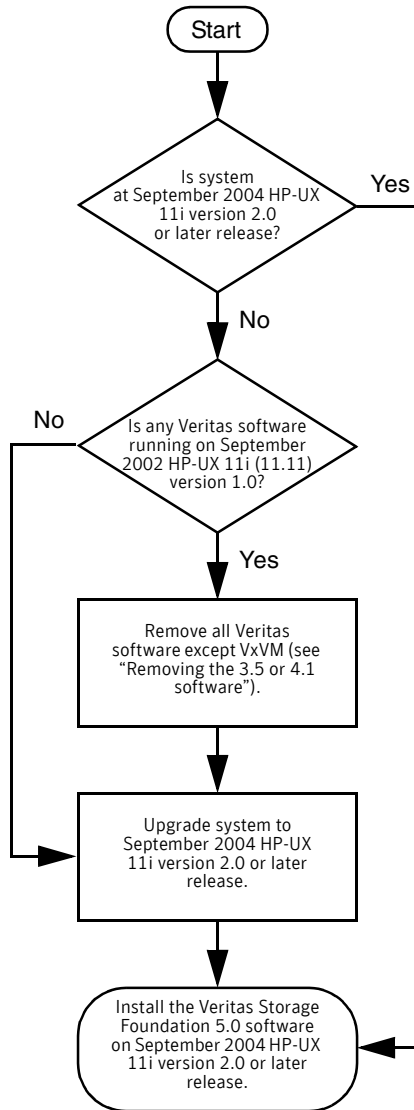 Start
Is system
at September 2004 HP-UX
11i version 2.0
or later release?
Yes
No
No
Is any Veritas software
running on September
2002 HP-UX 11i (11.11)
version 1.0?
Yes
Remove all Veritas
software except VxVM (see
“Removing the 3.5 or 4.1
software”).
Upgrade system to
September 2004 HP-UX
11i version 2.0 or later
release.
Install the Veritas Storage
Foundation 5.0 software
on September 2004 HP-UX
11i version 2.0 or later
release.